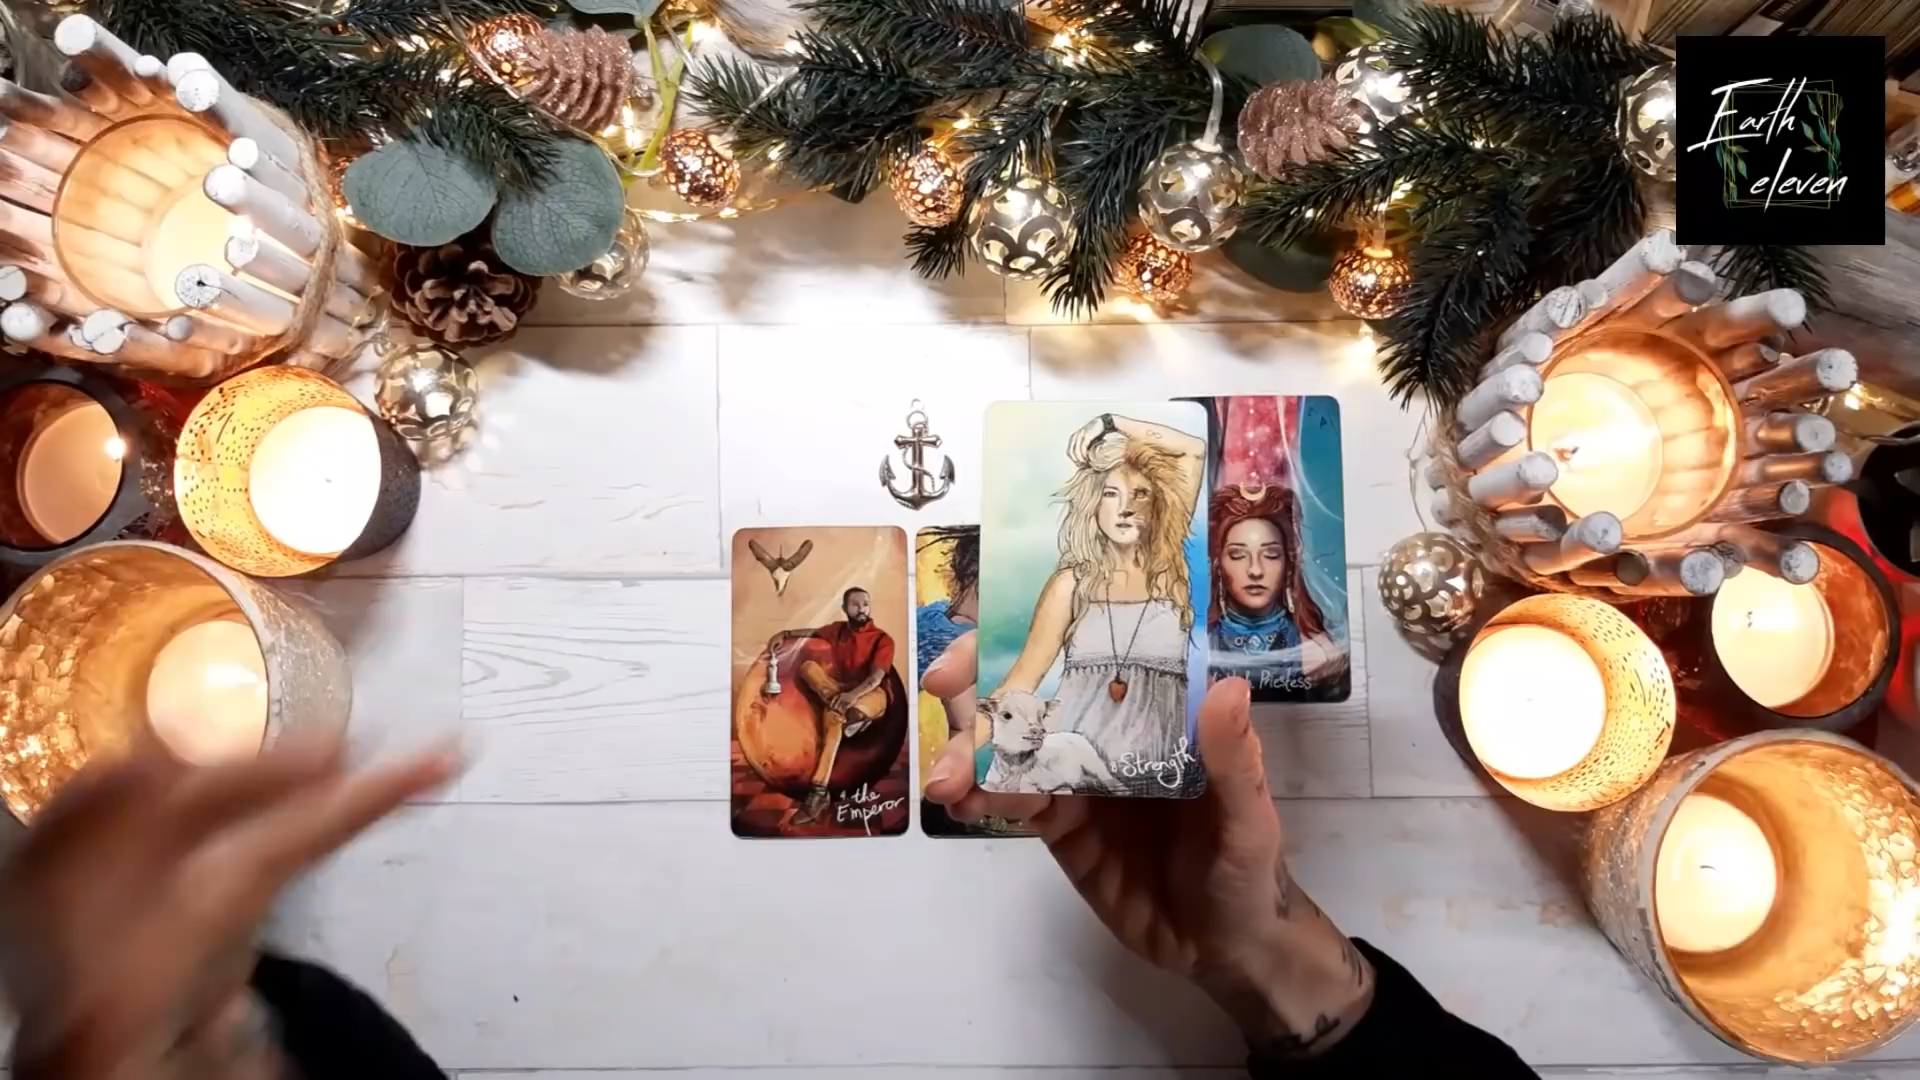 Earth
eleven
4 the
Emperor
8 Strength
Priestess